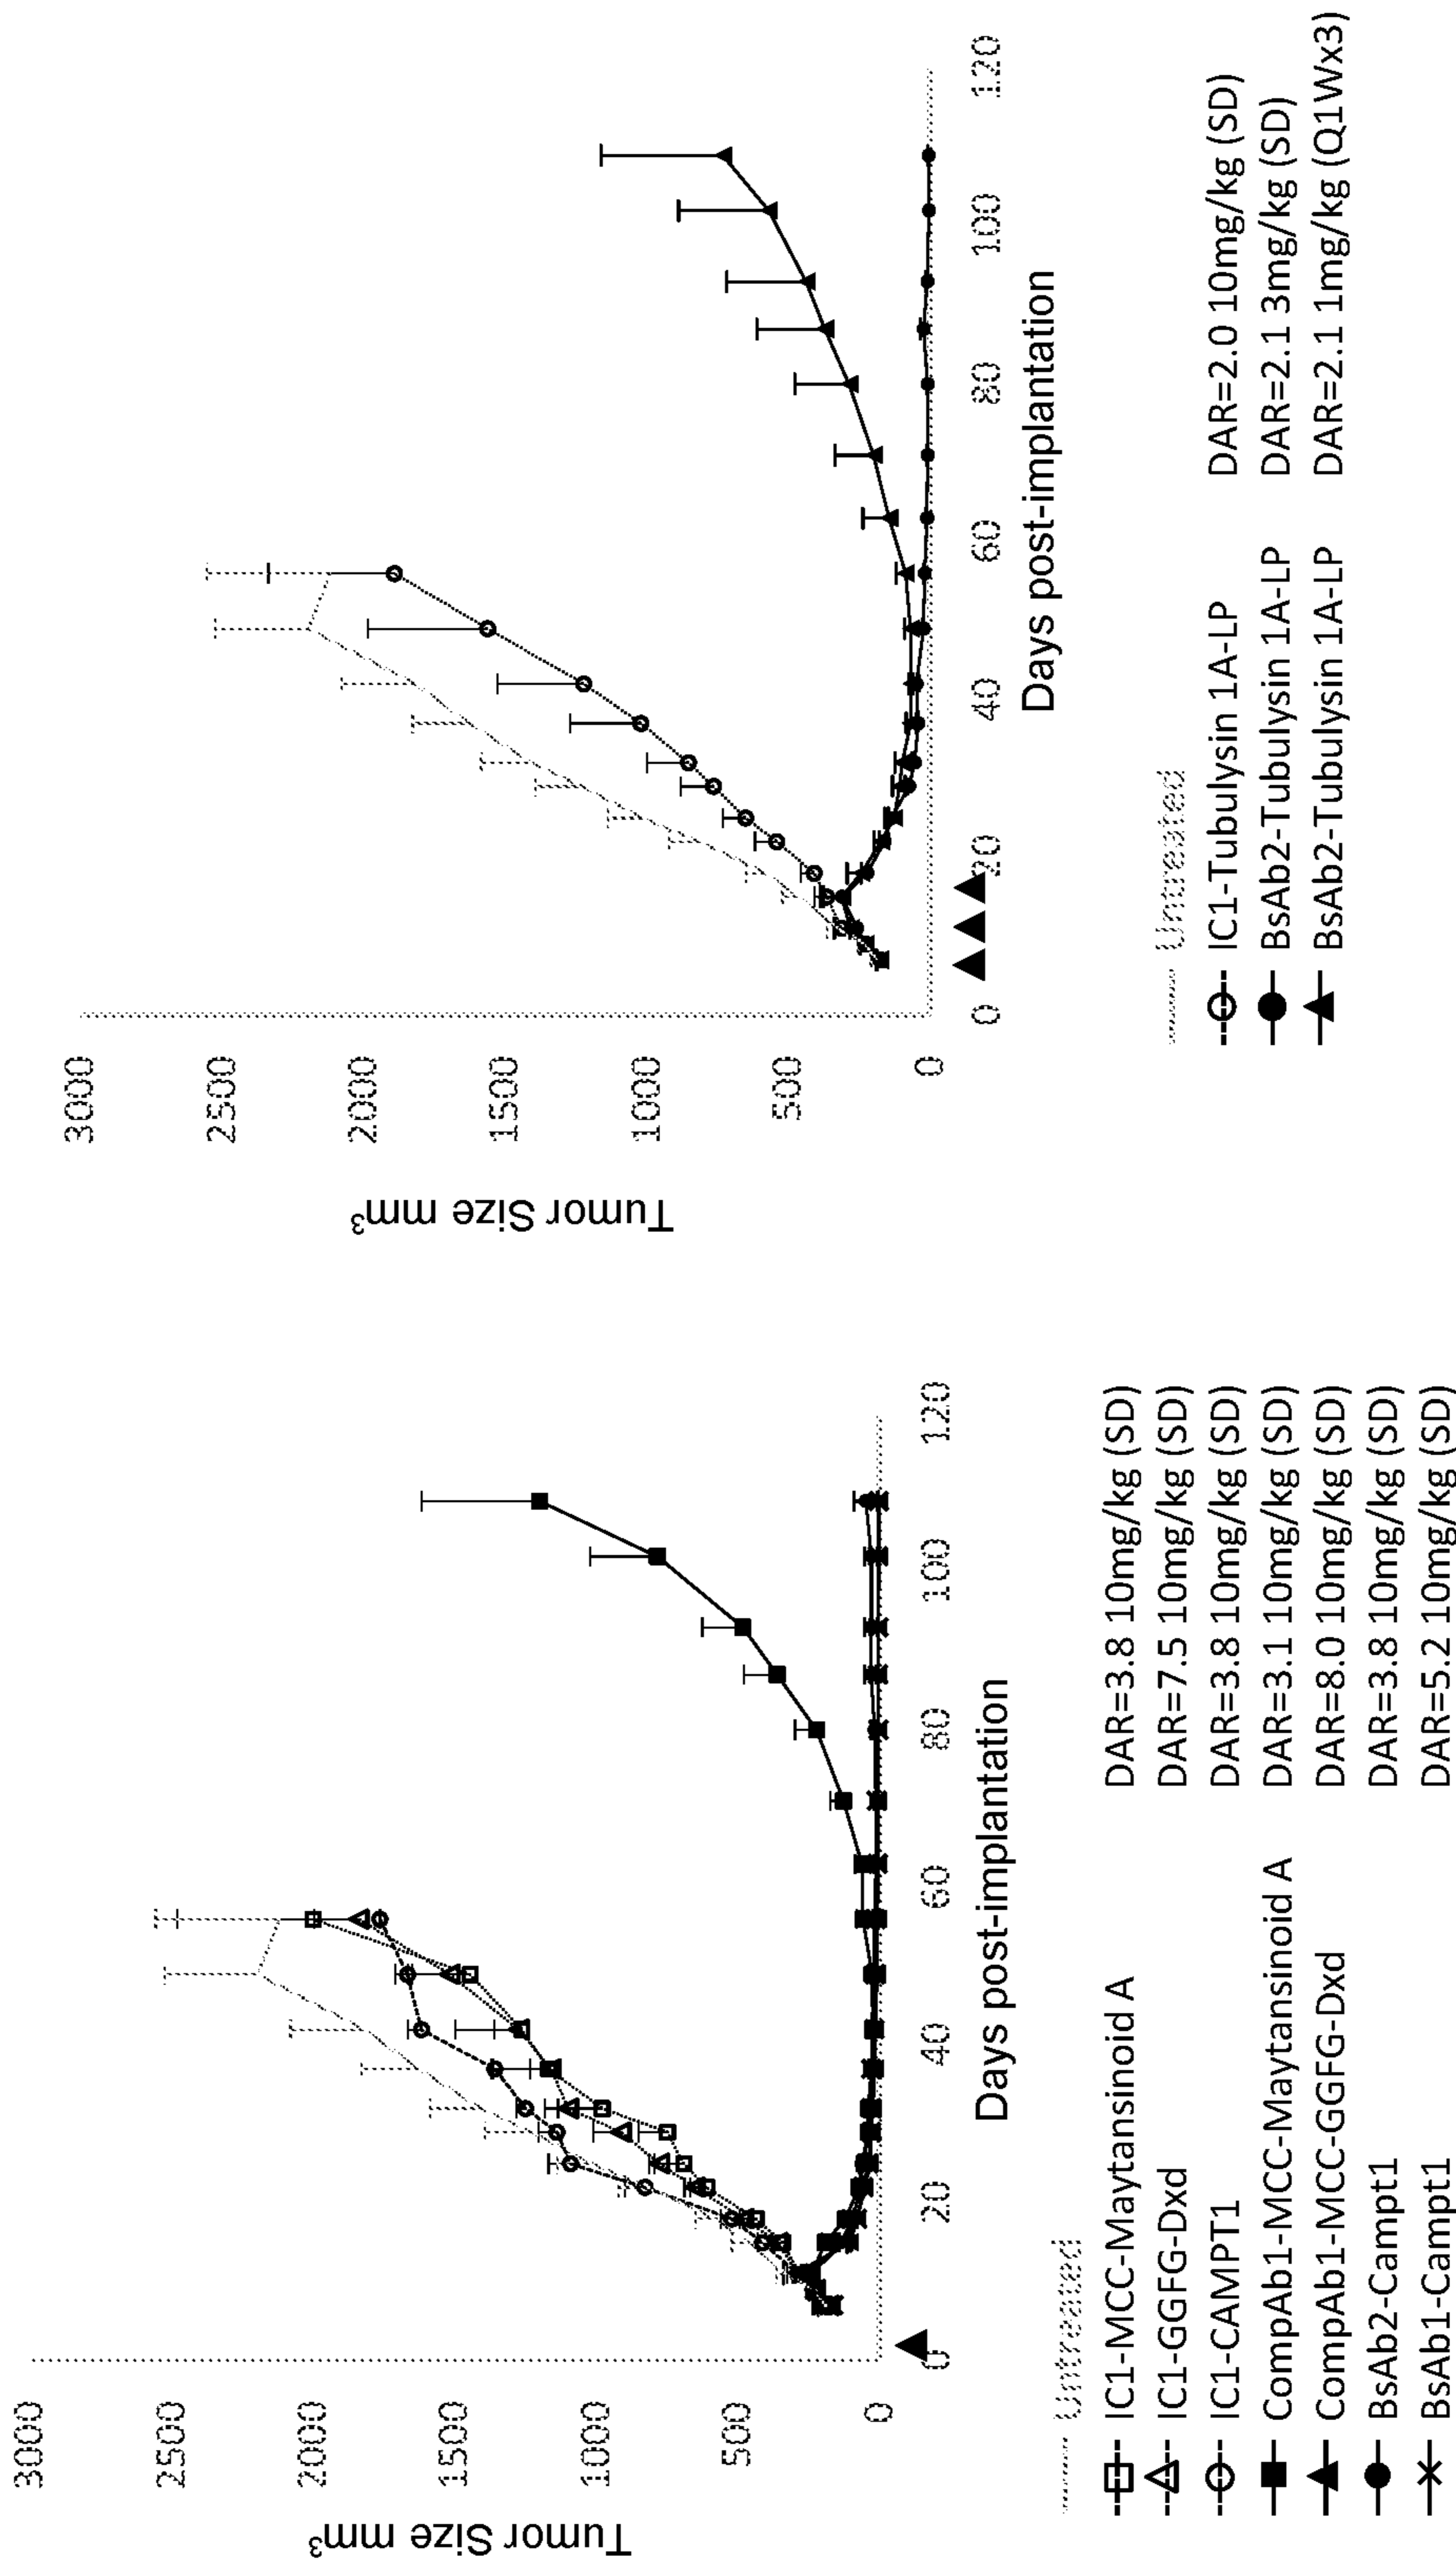 Tumor Size mm³
3000
2500
2000
1500
1000
500
0
0
20
40
60
80
100
120
Days post-implantation
Untreated
IC1-MCC-Maytansinoid A DAR=3.8 10mg/kg (SD)
IC1-GGFG-Dxd DAR=7.5 10mg/kg (SD)
IC1-CAMPT1 DAR=3.8 10mg/kg (SD)
CompAb1-MCC-Maytansinoid A DAR=3.1 10mg/kg (SD)
CompAb1-MCC-GGFG-Dxd DAR=8.0 10mg/kg (SD)
BsAb2-Campt1 DAR=3.8 10mg/kg (SD)
BsAb1-Campt1 DAR=5.2 10mg/kg (SD)
Tumor Size mm³
3000
2500
2000
1500
1000
500
0
0
20
40
60
80
100
120
Days post-implantation
Untreated
IC1-Tubulysin 1A-LP DAR=2.0 10mg/kg (SD)
BsAb2-Tubulysin 1A-LP DAR=2.1 3mg/kg (SD)
BsAb2-Tubulysin 1A-LP DAR=2.1 1mg/kg (Q1Wx3)